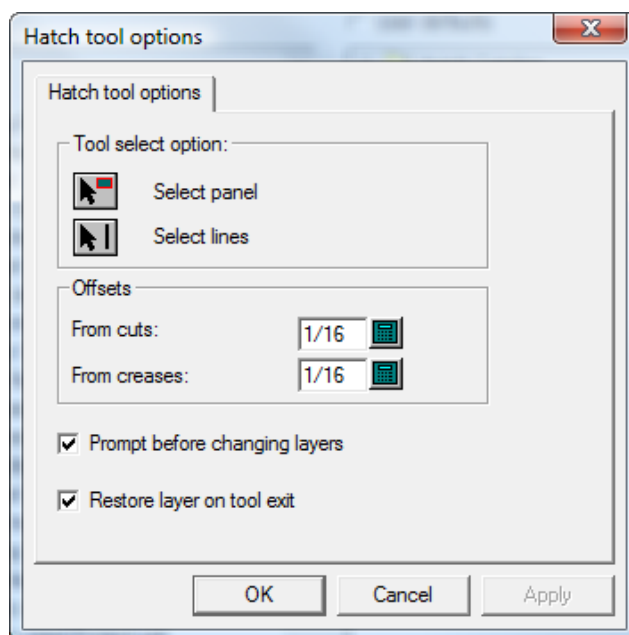 Hatch tool options
Hatch tool options
Tool select option:
Select panel
Select lines
Offsets
From cuts: 1/16
From creases: 1/16
Prompt before changing layers
Restore layer on tool exit
OK Cancel Apply